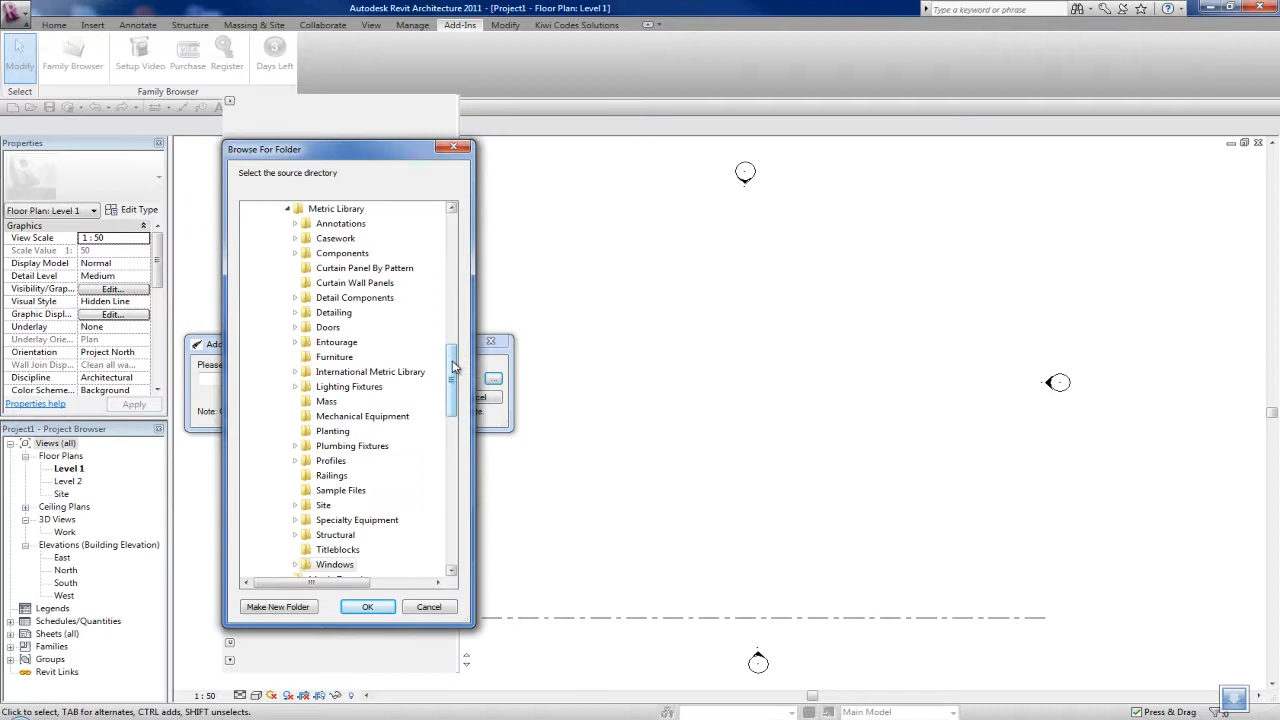 Autodesk Revit Architecture 2011 - [Project1 - Floor Plan: Level 1]
Type a keyword or phrase
Home Insert Annotate Structure Massing & Site Collaborate View Manage Add-Ins Modify Kiwi Codes Solutions
Modify Family Browser Setup Video Purchase Register Days Left
3
Select Family Browser
Properties
Floor Plan: Level 1 Edit Type
Graphics
View Scale 1 : 50
Scale Value 1: 50
Display Model Normal
Detail Level Medium
Visibility/Grap... Edit...
Visual Style Hidden Line
Graphic Displ... Edit...
Underlay None
Underlay Orie... Plan
Orientation Project North
Wall Join Disp... Clean all wa...
Discipline Architectural
Color Scheme... Background
Properties help Apply
Project1 - Project Browser
Views (all)
Floor Plans
Level 1
Level 2
Site
Ceiling Plans
3D Views
Work
Elevations (Building Elevation)
East
North
South
West
Legends
Schedules/Quantities
Sheets (all)
Families
Groups
Revit Links
Browse For Folder
Select the source directory
Metric Library
Annotations
Casework
Components
Curtain Panel By Pattern
Curtain Wall Panels
Detail Components
Detailing
Doors
Entourage
Furniture
International Metric Library
Lighting Fixtures
Mass
Mechanical Equipment
Planting
Plumbing Fixtures
Profiles
Railings
Sample Files
Site
Specialty Equipment
Structural
Titleblocks
Windows
Make New Folder OK Cancel
1 : 50
Click to select, TAB for alternates, CTRL adds, SHIFT unselects.
Main Model
Press & Drag